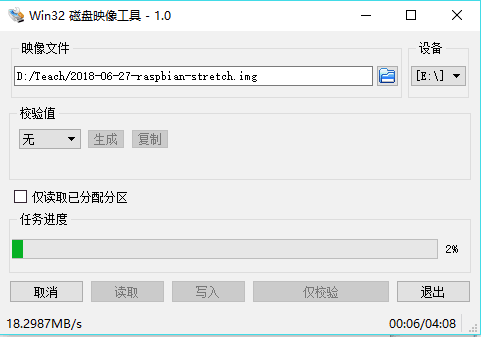 Win32 磁盘映像工具 - 1.0
映像文件 设备
D:/Teach/2018-06-27-raspbian-stretch.img [E:\]
校验值
无 生成 复制
仅读取已分配分区
任务进度
2%
取消 读取 写入 仅校验 退出
18.2987MB/s 00:06/04:08